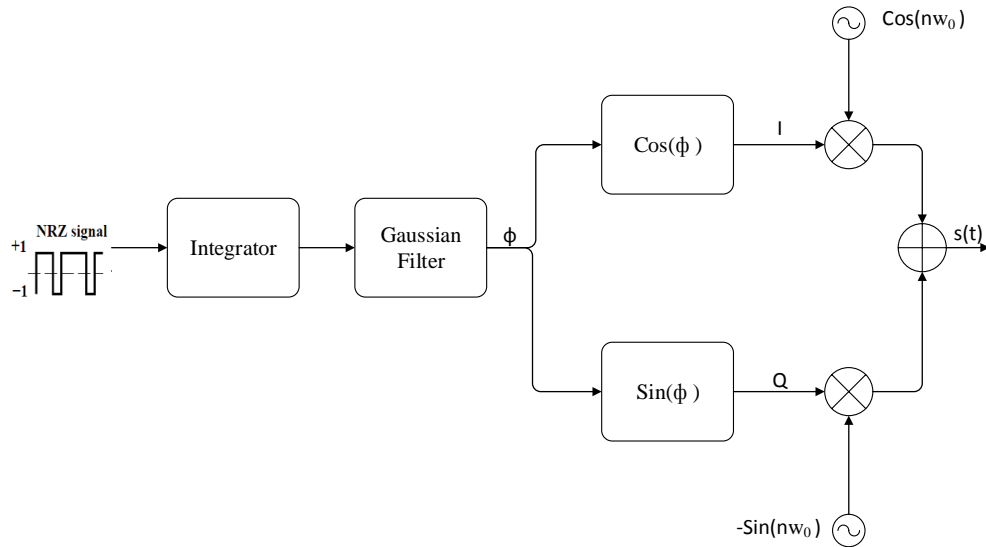 Cos(nw₀)
Cos(ϕ )
I
NRZ signal
+1
−1
Integrator
Gaussian
Filter
ϕ
s(t)
Sin(ϕ )
Q
-Sin(nw₀)